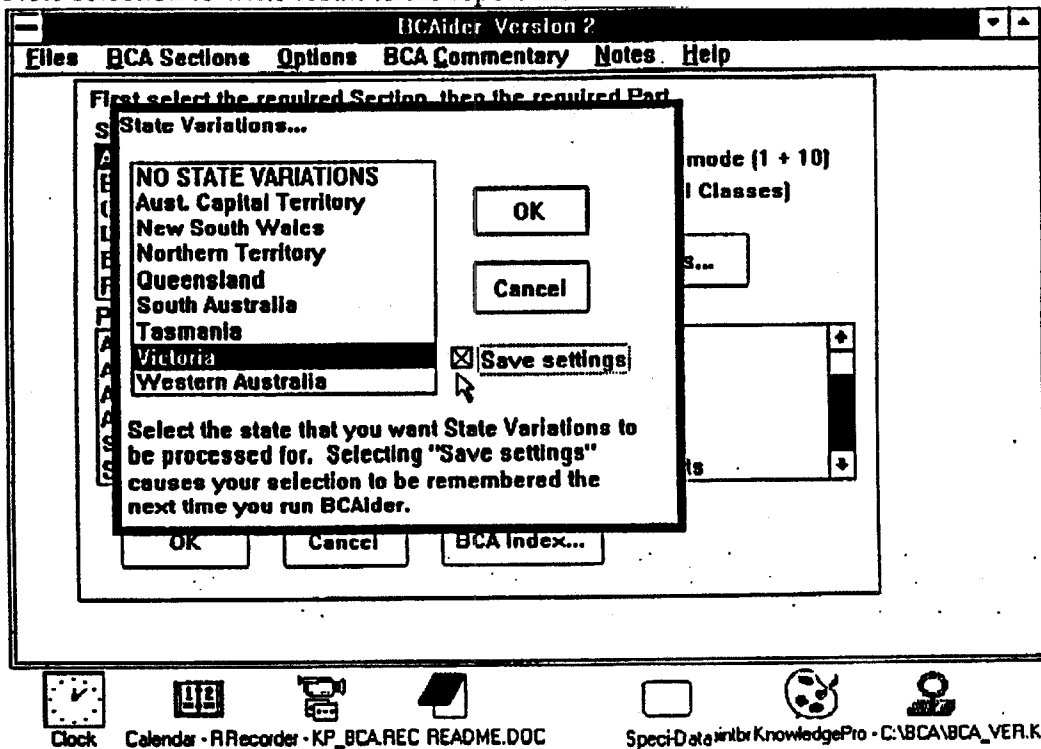 BCAider Version 2
Files BCA Sections Options BCA Commentary Notes Help
First select the required Section, then the required Part
State Variations...
mode (1 + 10)
NO STATE VARIATIONS
Classes)
Aust. Capital Territory
OK
New South Wales
Northern Territory
Queensland
Cancel
South Australia
Tasmania
Victoria
Save settings
Western Australia
Select the state that you want State Variations to
be processed for. Selecting "Save settings"
causes your selection to be remembered the
next time you run BCAider.
OK Cancel BCA Index...
Clock Calendar - R Recorder - KP_BCA.REC README.DOC Speci-Data KnowledgePro - C:\BCA\BCA_VER.K